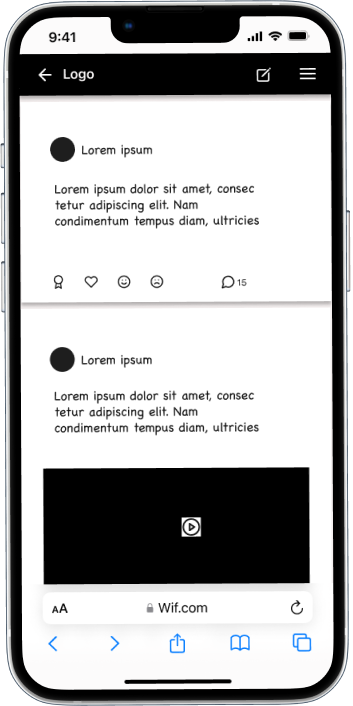 9:41
Logo
Lorem ipsum
Lorem ipsum dolor sit amet, consec
tetur adipiscing elit. Nam
condimentum tempus diam, ultricies
15
Lorem ipsum
Lorem ipsum dolor sit amet, consec
tetur adipiscing elit. Nam
condimentum tempus diam, ultricies
AA Wif.com